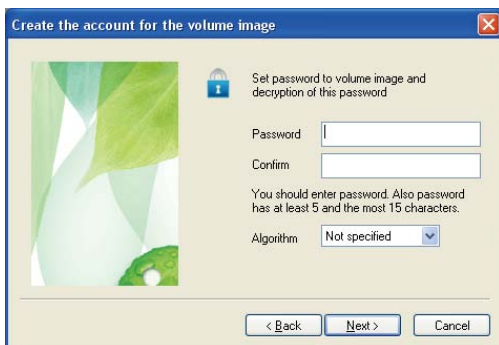 Create the account for the volume image
Set password to volume image and
decryption of this password
Password
Confirm
You should enter password. Also password
has at least 5 and the most 15 characters.
Algorithm
Not specified
< Back
Next >
Cancel